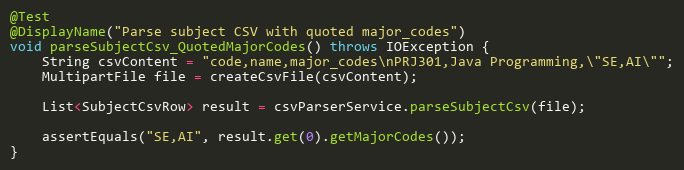 @Test
@DisplayName("Parse subject CSV with quoted major_codes")
void parseSubjectCsv_QuotedMajorCodes() throws IOException {
    String csvContent = "code,name,major_codes\nPRJ301,Java Programming,\"SE,AI\"";
    MultipartFile file = createCsvFile(csvContent);

    List<SubjectCsvRow> result = csvParserService.parseSubjectCsv(file);

    assertEquals("SE,AI", result.get(0).getMajorCodes());
}